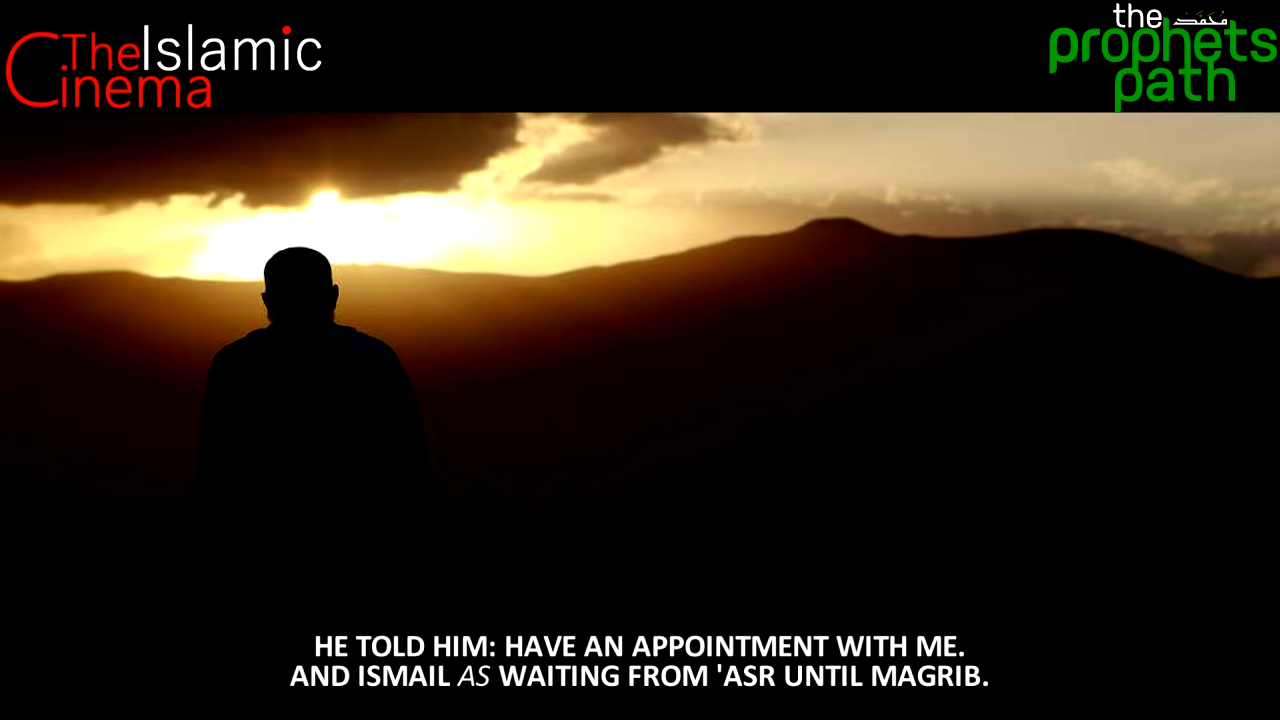 TheIslamic
Cinema
the مُحَمَّد
prophets
path
HE TOLD HIM: HAVE AN APPOINTMENT WITH ME.
AND ISMAIL AS WAITING FROM 'ASR UNTIL MAGRIB.